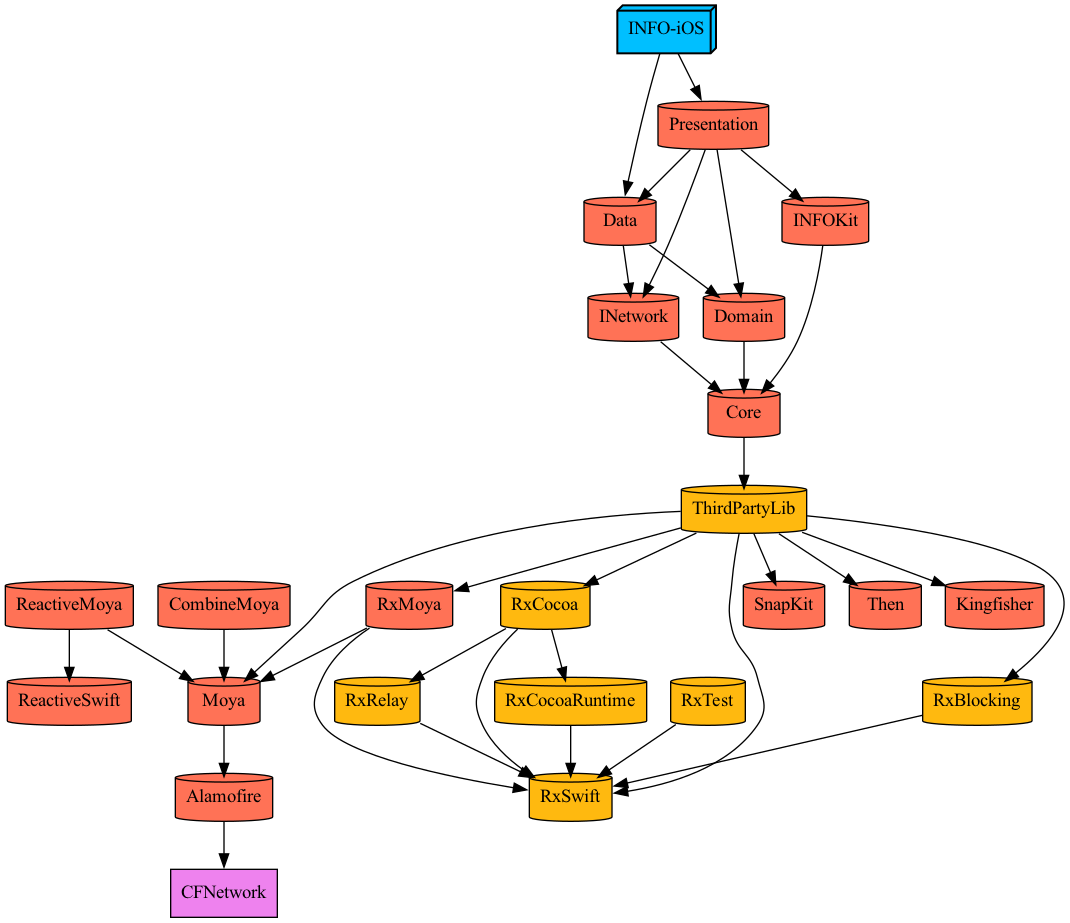 INFO-iOS
Presentation
Data
INFOKit
INetwork
Domain
Core
ThirdPartyLib
ReactiveMoya
CombineMoya
RxMoya
RxCocoa
SnapKit
Then
Kingfisher
ReactiveSwift
Moya
RxRelay
RxCocoaRuntime
RxTest
RxBlocking
Alamofire
RxSwift
CFNetwork